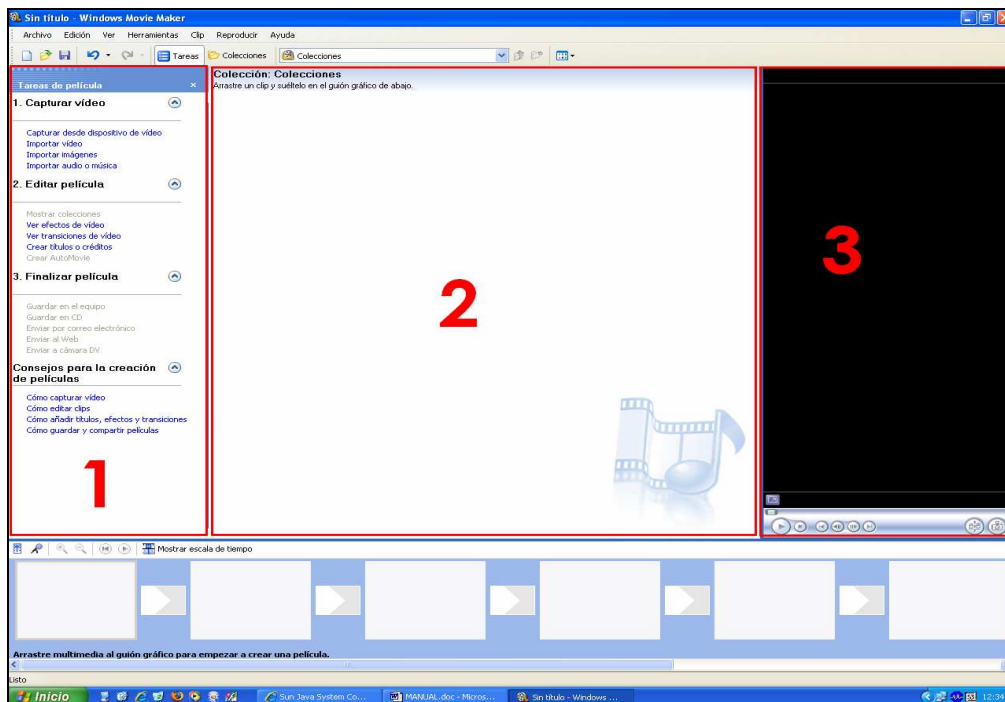 Sin título - Windows Movie Maker
Archivo Edición Ver Herramientas Clip Reproducir Ayuda
Tareas Colecciones Colecciones
Tareas de película
1. Capturar vídeo
Capturar desde dispositivo de vídeo
Importar vídeo
Importar imágenes
Importar audio o música
2. Editar película
Mostrar colecciones
Ver efectos de vídeo
Ver transiciones de vídeo
Crear títulos o créditos
Crear AutoMovie
3. Finalizar película
Guardar en el equipo
Guardar en CD
Enviar por correo electrónico
Enviar al Web
Enviar a cámara DV
Consejos para la creación
de películas
Cómo capturar vídeo
Cómo editar clips
Cómo añadir títulos, efectos y transiciones
Cómo guardar y compartir películas
1
Colección: Colecciones
Arrastre un clip y suéltelo en el guión gráfico de abajo.
2
3
Mostrar escala de tiempo
Arrastre multimedia al guión gráfico para empezar a crear una película.
Listo
Inicio Sun Java System Co... MANUAL.doc - Micros... Sin título - Windows ... 12:34